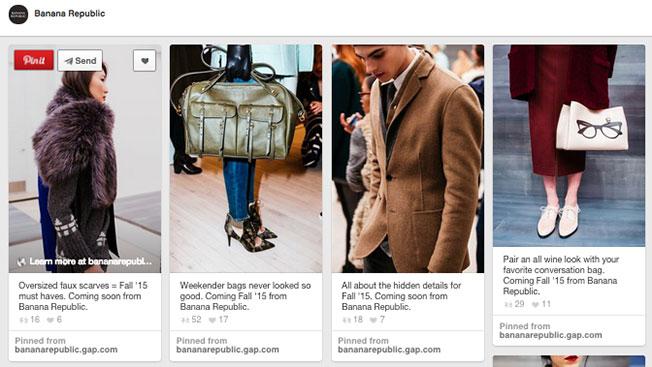 BANANA REPUBLIC
Banana Republic
Pinit
Send
Learn more at bananarepubl...
Oversized faux scarves = Fall '15
must haves. Coming soon from
Banana Republic.
16 6
Pinned from
bananarepublic.gap.com
Weekender bags never looked so
good. Coming Fall '15 from
Banana Republic.
52 17
Pinned from
bananarepublic.gap.com
All about the hidden details for
Fall '15. Coming soon from
Banana Republic.
18 7
Pinned from
bananarepublic.gap.com
Pair an all wine look with your
favorite conversation bag.
Coming Fall '15 from Banana
Republic.
29 11
Pinned from
bananarepublic.gap.com